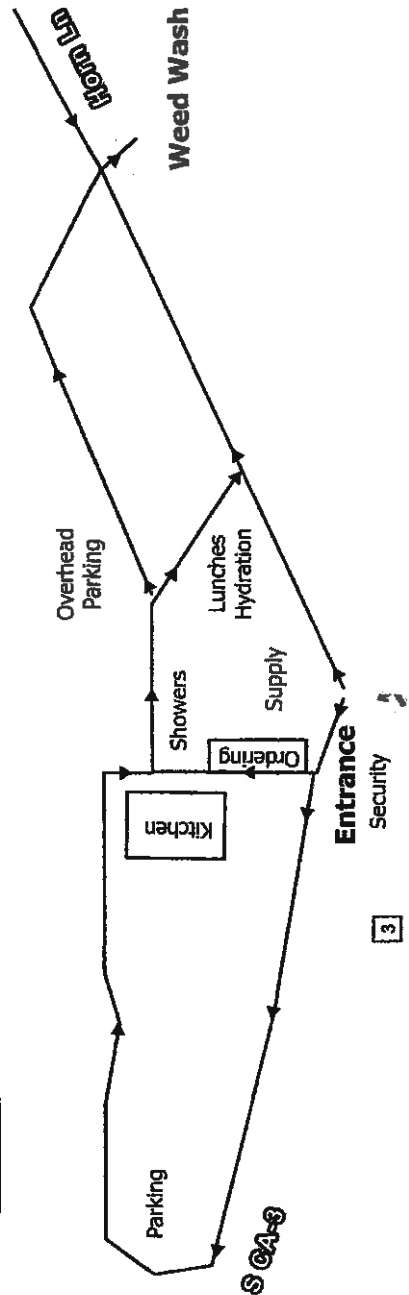 Horn Ln
Weed Wash
Overhead
Parking
Lunches
Hydration
Showers
Supply
Ordering
Kitchen
Entrance
Security
3
Parking
S CA-3